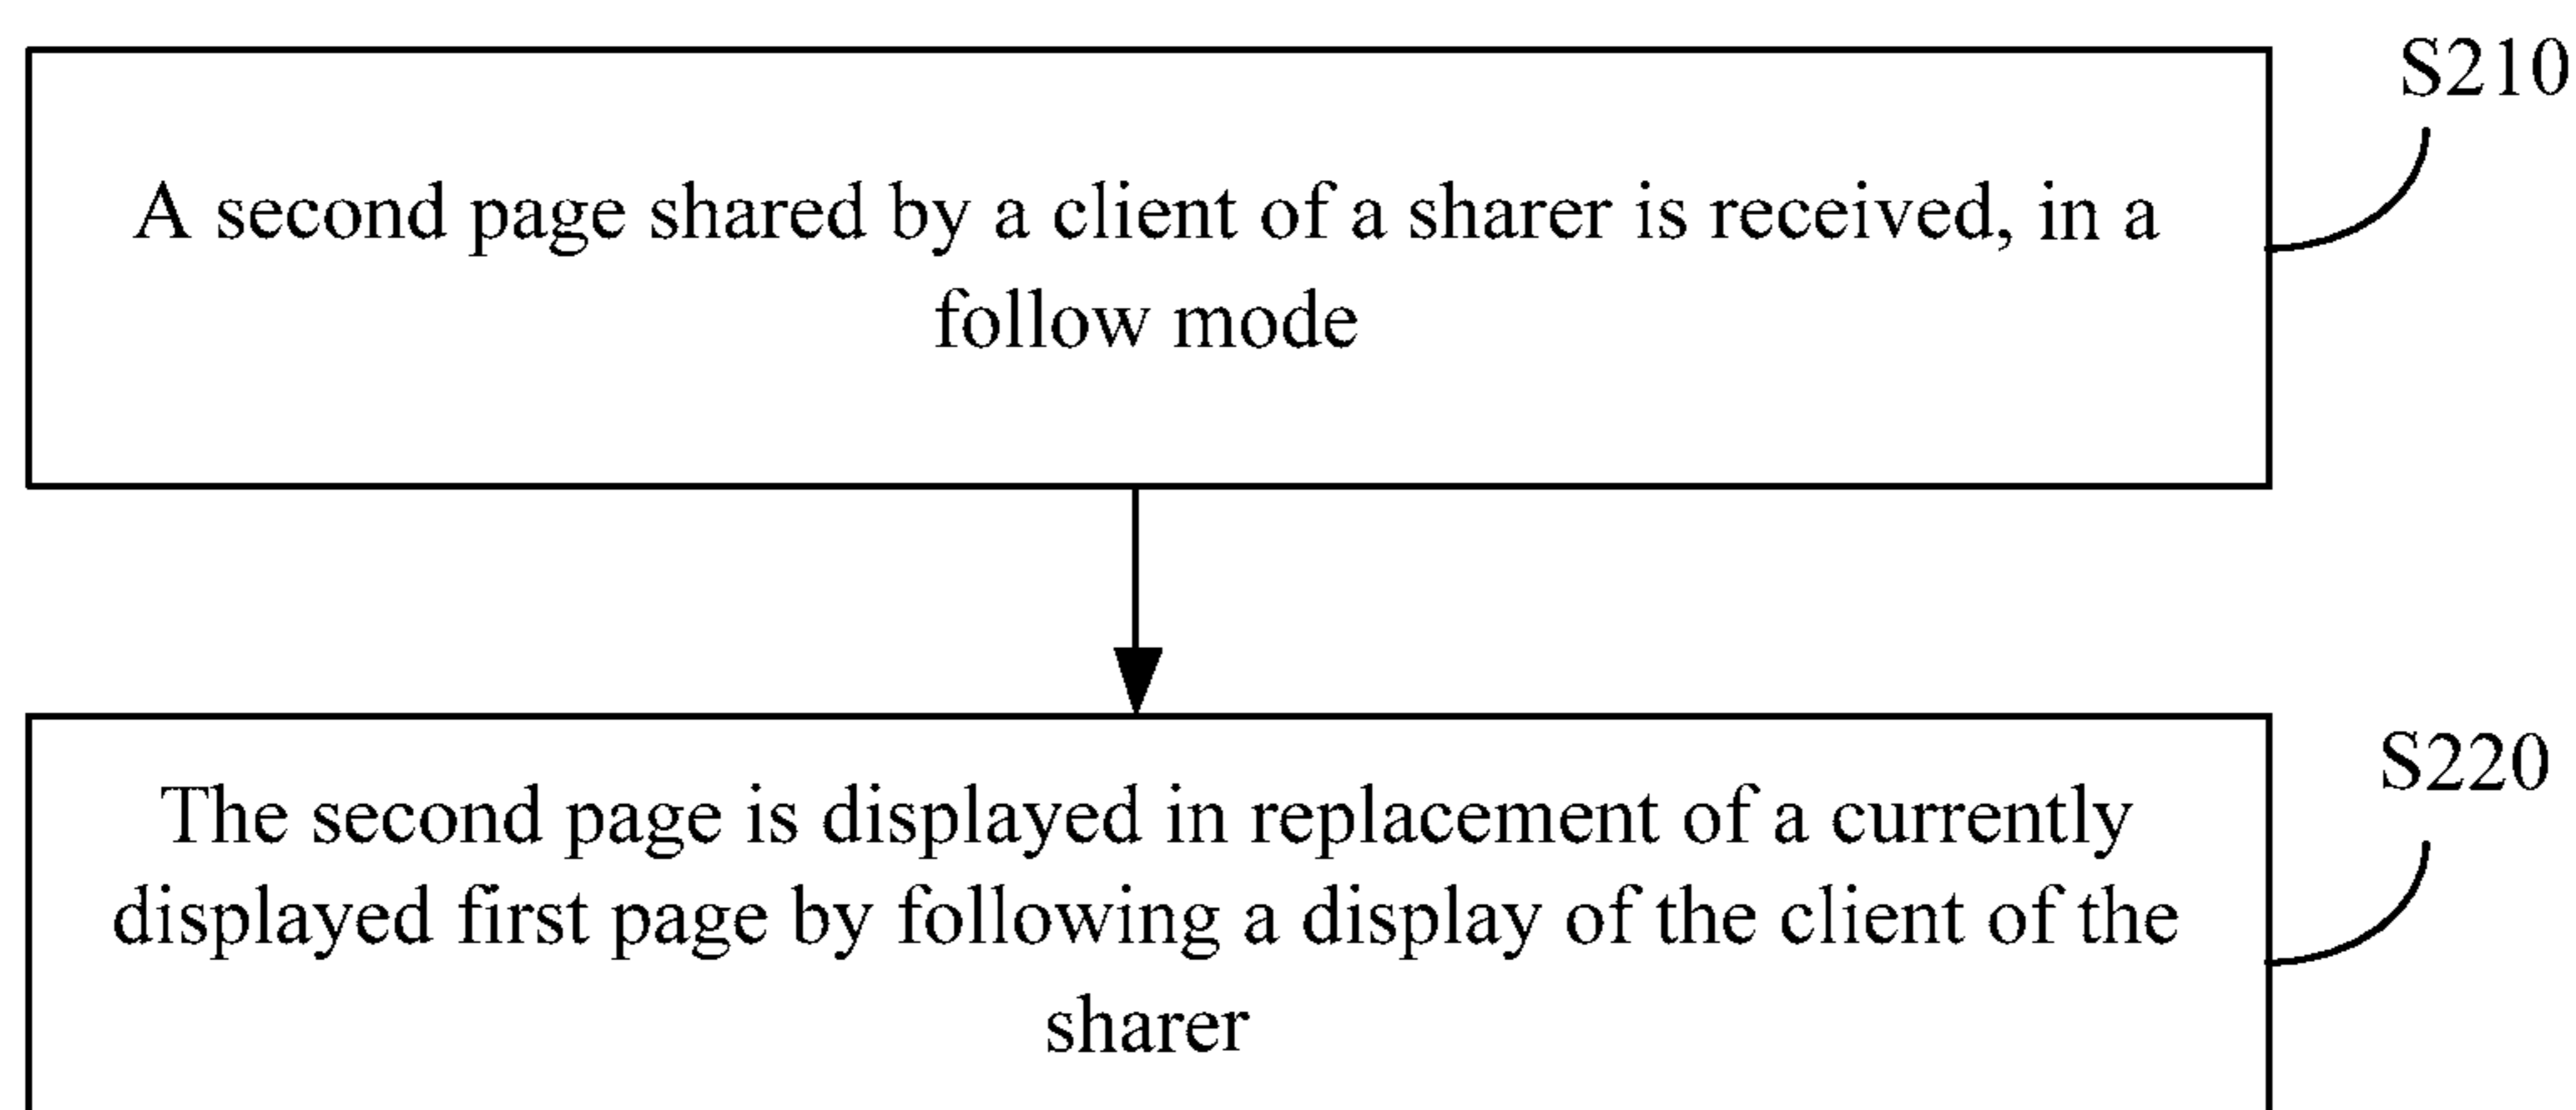 S210
A second page shared by a client of a sharer is received, in a
follow mode
S220
The second page is displayed in replacement of a currently
displayed first page by following a display of the client of the
sharer